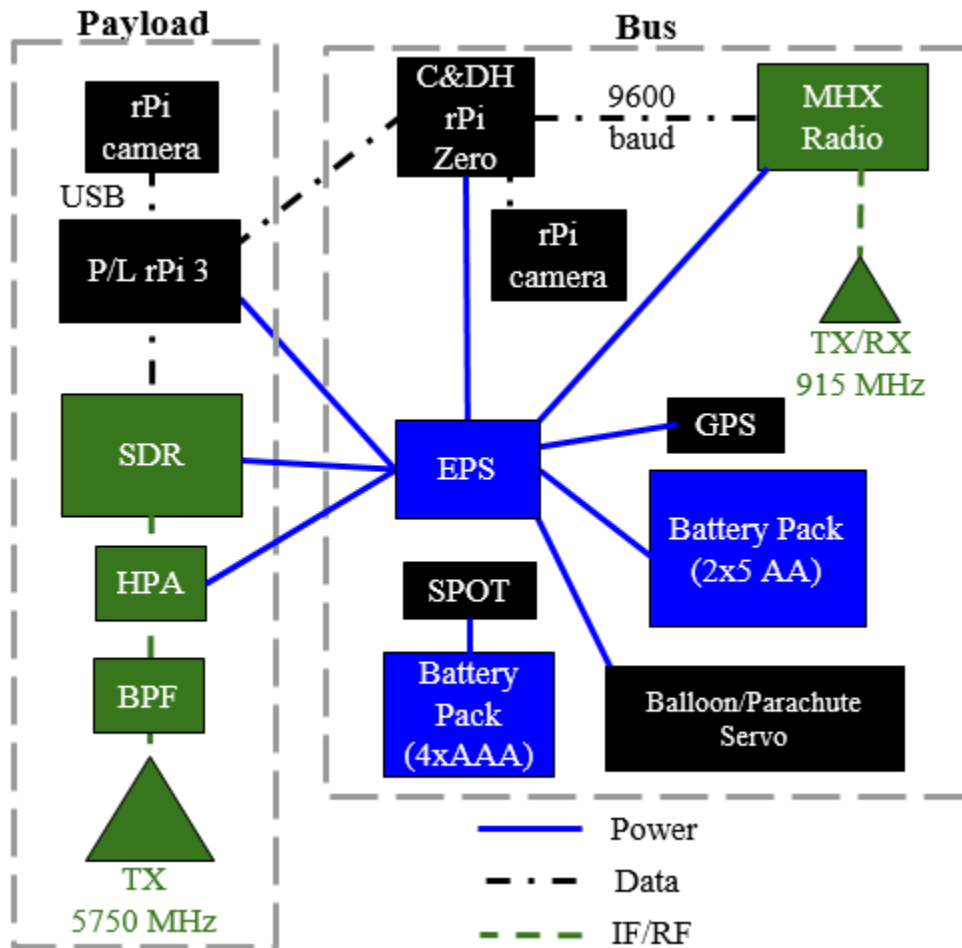 Payload
rPi
camera
USB
P/L rPi 3
SDR
HPA
BPF
TX
5750 MHz
Bus
C&DH
rPi
Zero
9600
baud
MHX
Radio
rPi
camera
TX/RX
915 MHz
GPS
EPS
Battery Pack
(2x5 AA)
SPOT
Battery
Pack
(4xAAA)
Balloon/Parachute
Servo
Power
Data
IF/RF